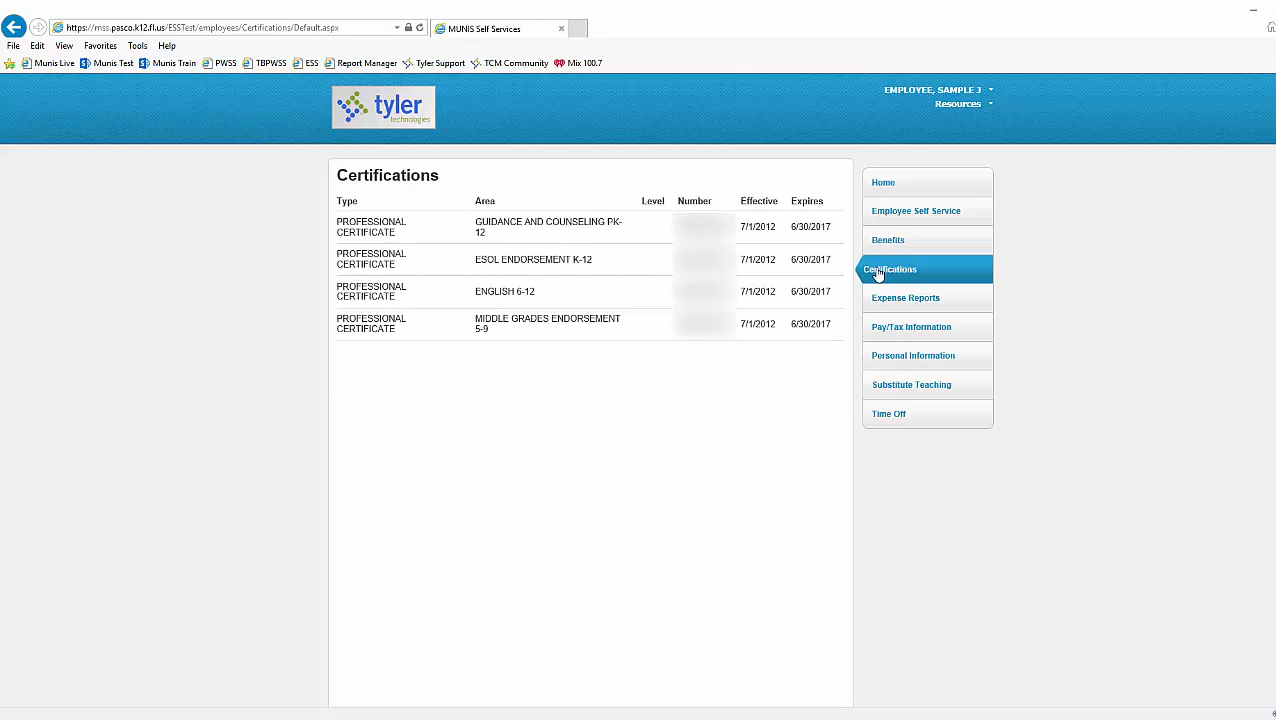 https://mss.pasco.k12.fl.us/ESSTest/employees/Certifications/Default.aspx
MUNIS Self Services
File Edit View Favorites Tools Help
Munis Live Munis Test Munis Train PWSS TBPWSS ESS Report Manager Tyler Support TCM Community Mix 100.7
tyler
technologies
EMPLOYEE, SAMPLE J
Resources
Certifications
Type Area Level Number Effective Expires
PROFESSIONAL CERTIFICATE GUIDANCE AND COUNSELING PK-12 7/1/2012 6/30/2017
PROFESSIONAL CERTIFICATE ESOL ENDORSEMENT K-12 7/1/2012 6/30/2017
PROFESSIONAL CERTIFICATE ENGLISH 6-12 7/1/2012 6/30/2017
PROFESSIONAL CERTIFICATE MIDDLE GRADES ENDORSEMENT 5-9 7/1/2012 6/30/2017
Home
Employee Self Service
Benefits
Certifications
Expense Reports
Pay/Tax Information
Personal Information
Substitute Teaching
Time Off